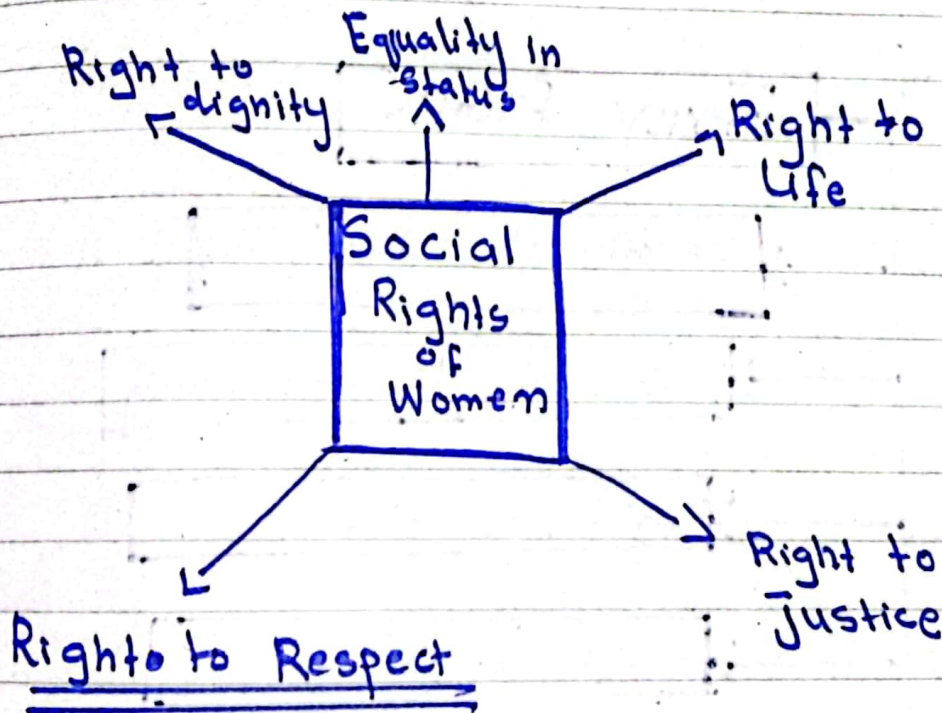 Right to
dignity
Equality in
status
Right to
Life
Social
Rights
of
Women
Right to
justice
Right to Respect